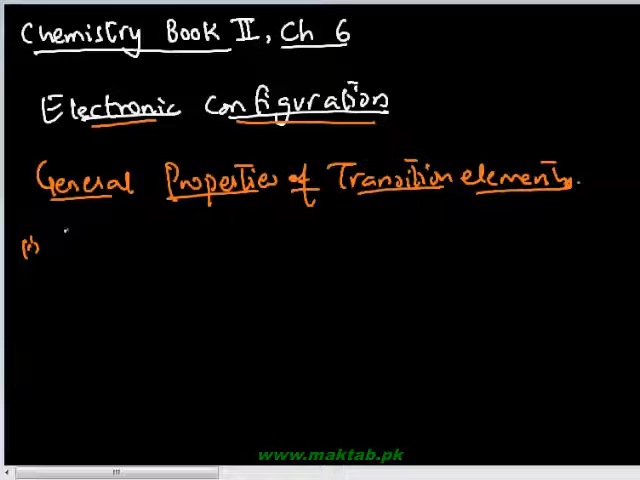 Chemistry Book II, Ch 6
Electronic configuration
General Properties of Transition elements.
(i)
www.maktab.pk